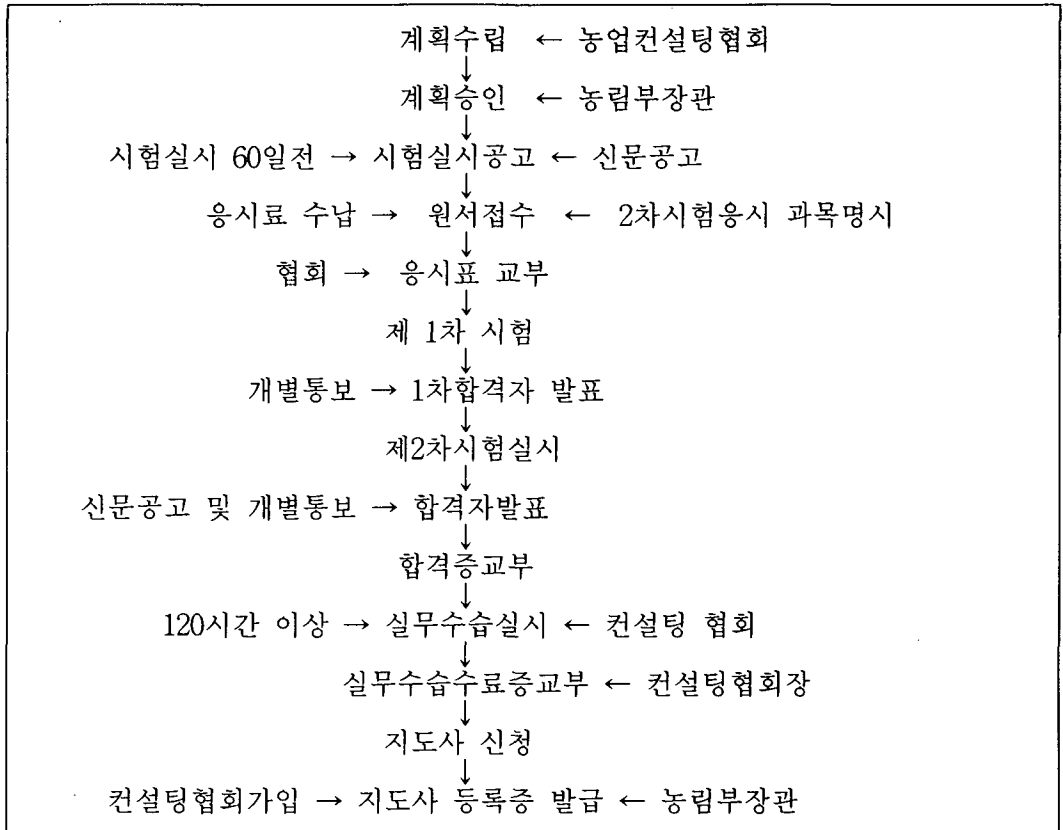 계획수립 ← 농업컨설팅협회
↓
계획승인 ← 농림부장관
↓
시험실시 60일전 → 시험실시공고 ← 신문공고
↓
응시료 수납 → 원서접수 ← 2차시험응시 과목명시
↓
협회 → 응시표 교부
↓
제 1차 시험
↓
개별통보 → 1차합격자 발표
↓
제2차시험실시
↓
신문공고 및 개별통보 → 합격자발표
↓
합격증교부
↓
120시간 이상 → 실무수습실시 ← 컨설팅 협회
↓
실무수습수료증교부 ← 컨설팅협회장
↓
지도사 신청
↓
컨설팅협회가입 → 지도사 등록증 발급 ← 농림부장관